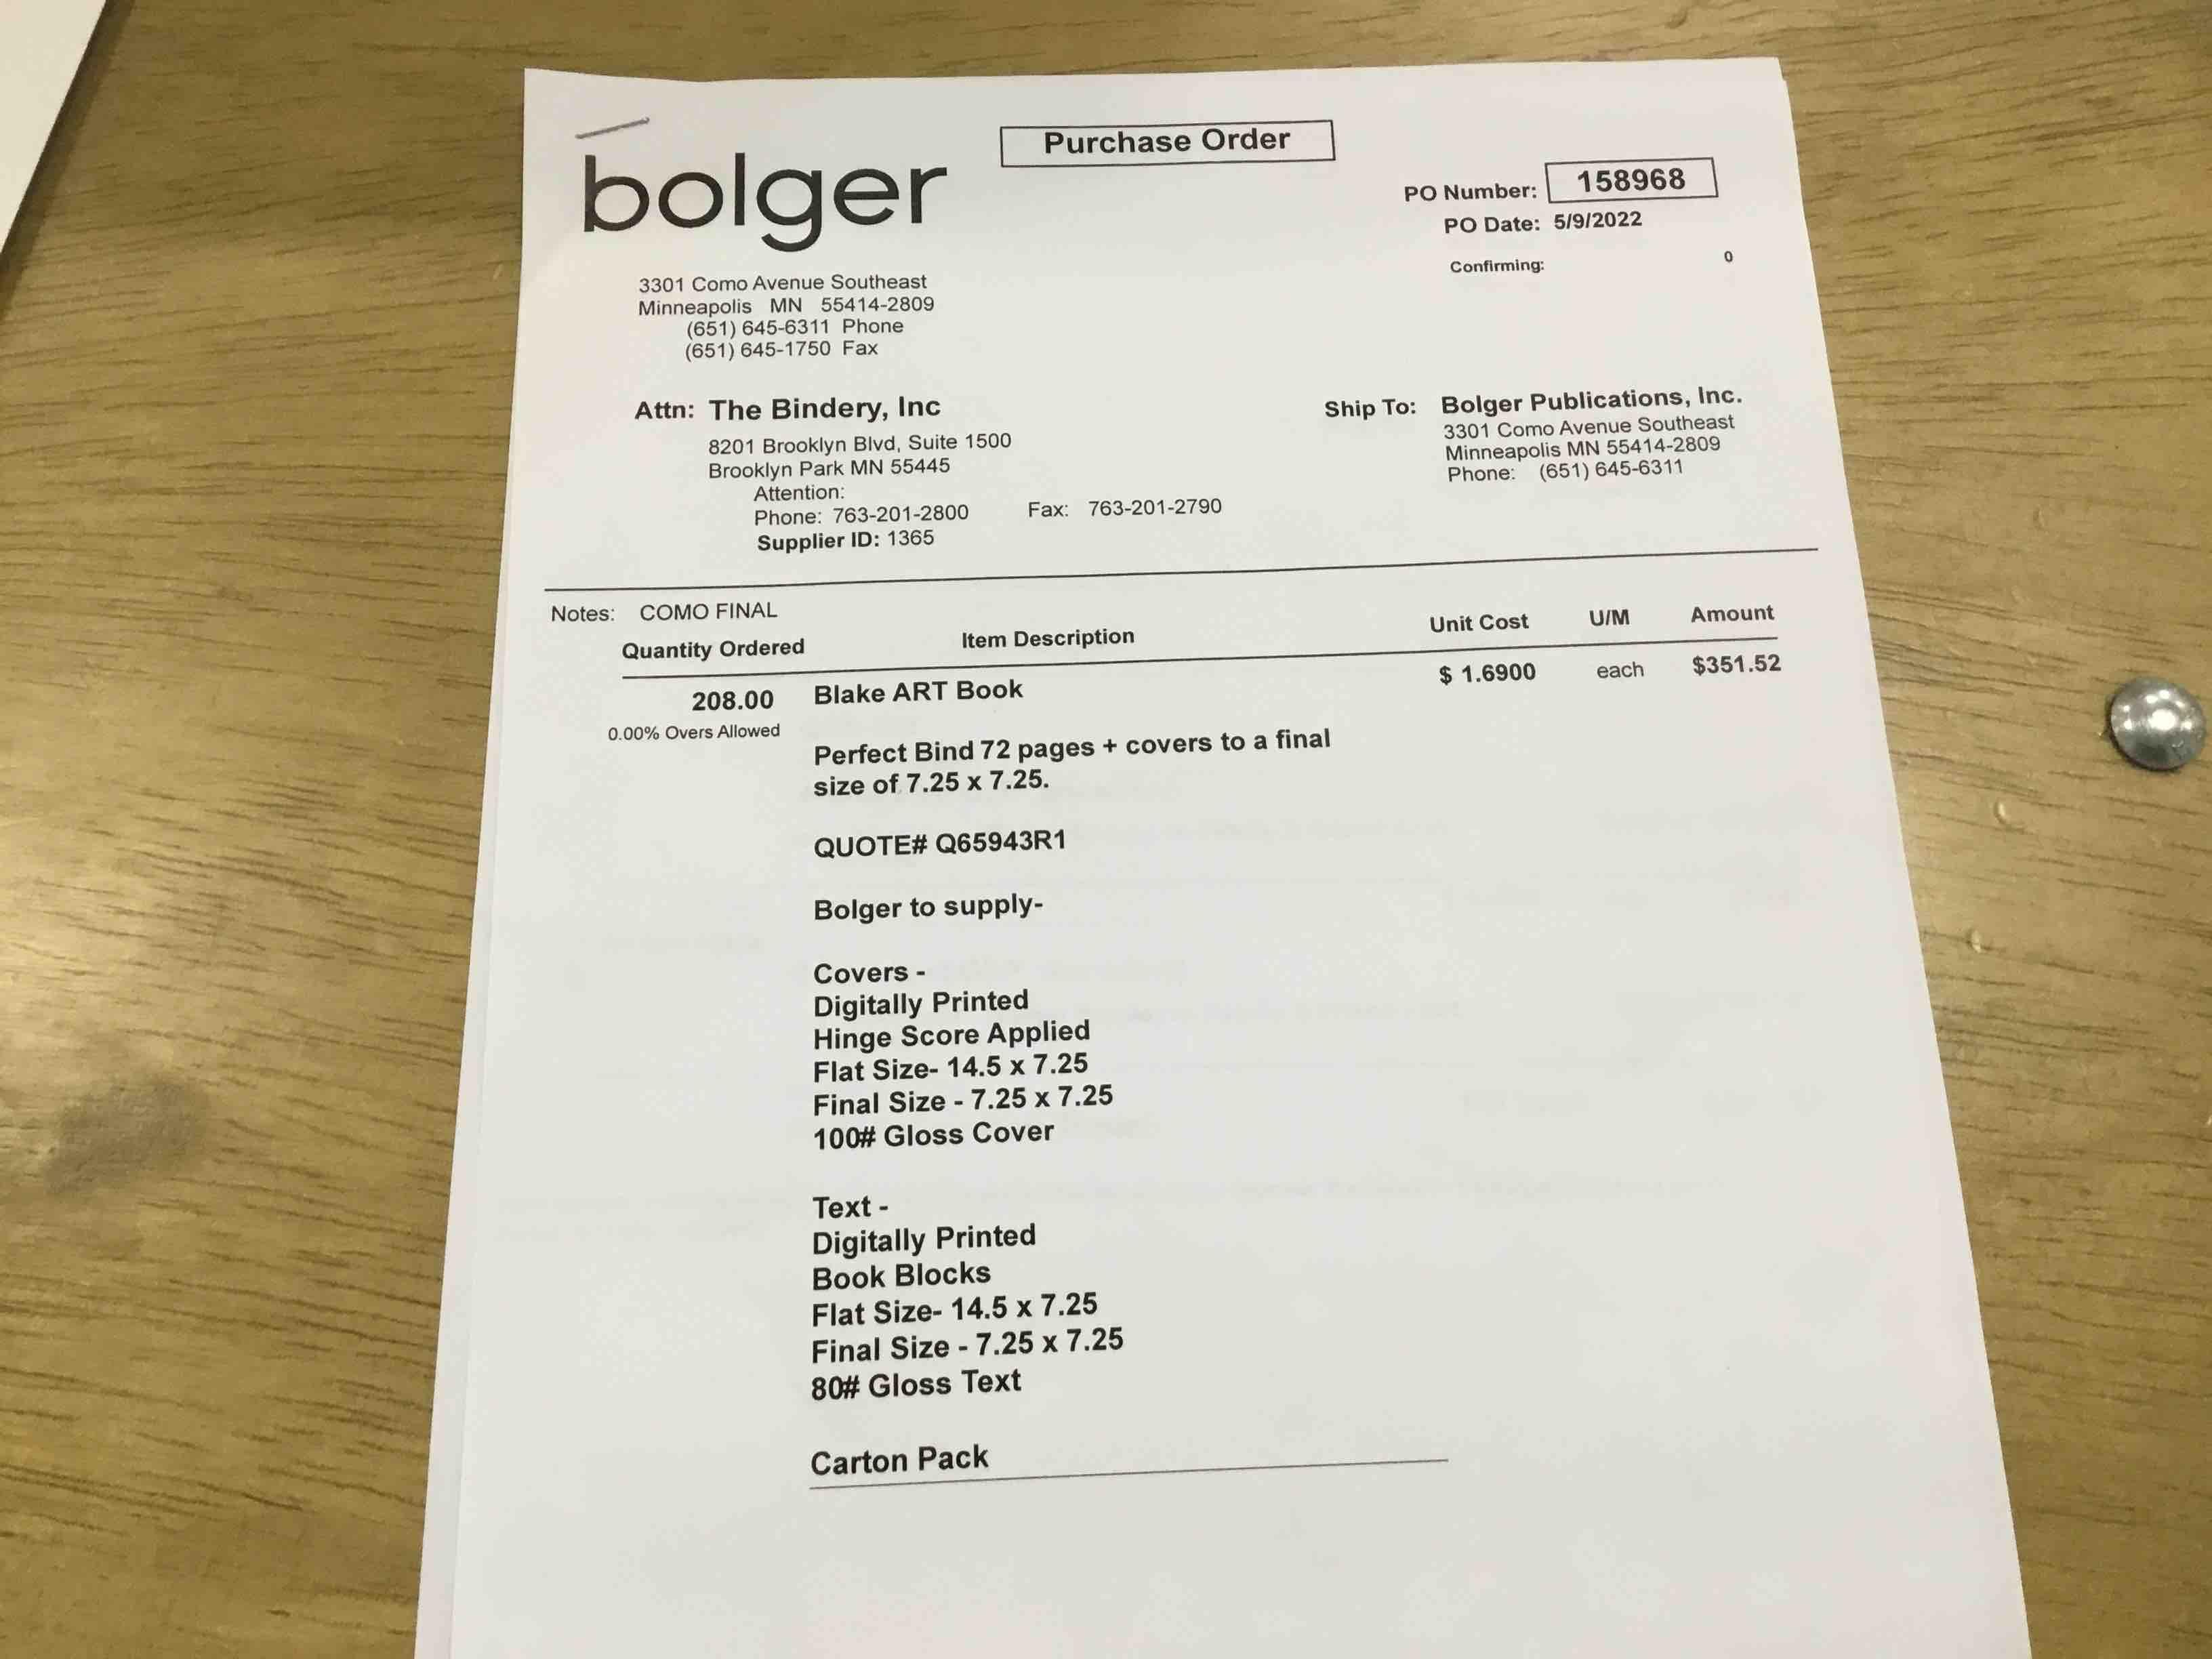 bolger
Purchase Order
PO Number: 158968
PO Date: 5/9/2022
Confirming: 0
3301 Como Avenue Southeast
Minneapolis MN 55414-2809
(651) 645-6311 Phone
(651) 645-1750 Fax
Attn: The Bindery, Inc
8201 Brooklyn Blvd, Suite 1500
Brooklyn Park MN 55445
Attention:
Phone: 763-201-2800 Fax: 763-201-2790
Supplier ID: 1365
Ship To: Bolger Publications, Inc.
3301 Como Avenue Southeast
Minneapolis MN 55414-2809
Phone: (651) 645-6311
Notes: COMO FINAL
Quantity Ordered Item Description Unit Cost U/M Amount
208.00 Blake ART Book $ 1.6900 each $351.52
0.00% Overs Allowed
Perfect Bind 72 pages + covers to a final
size of 7.25 x 7.25.
QUOTE# Q65943R1
Bolger to supply-
Covers -
Digitally Printed
Hinge Score Applied
Flat Size- 14.5 x 7.25
Final Size - 7.25 x 7.25
100# Gloss Cover
Text -
Digitally Printed
Book Blocks
Flat Size- 14.5 x 7.25
Final Size - 7.25 x 7.25
80# Gloss Text
Carton Pack